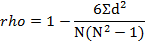 rho = 1 − 6Σd² / N(N² − 1)